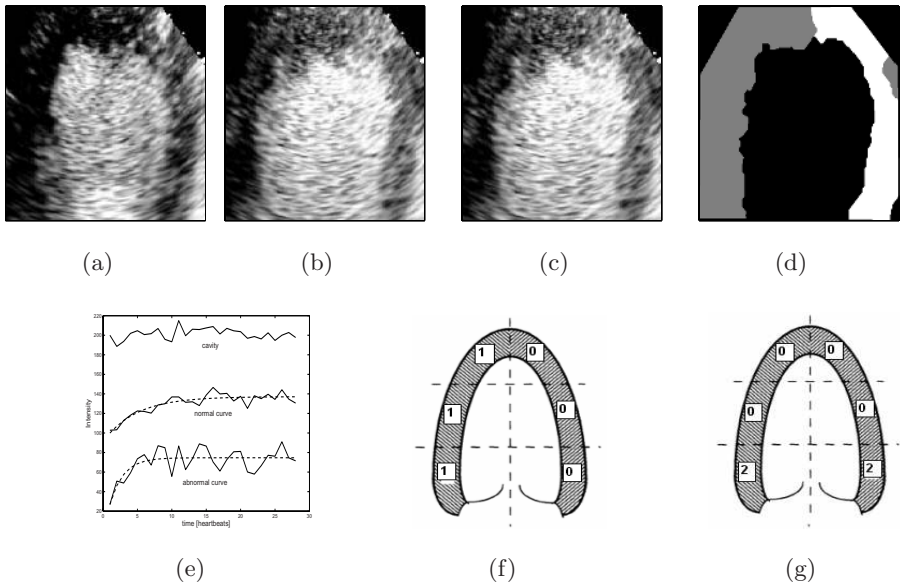 (a)
(b)
(c)
(d)
220
200
180
160
140
120
100
80
60
40
20
0
5
10
15
20
25
30
Intensity
time [heartbeats]
cavity
normal curve
abnormal curve
(e)
1 0
1 0
1 0
(f)
0 0
0 0
2 2
(g)